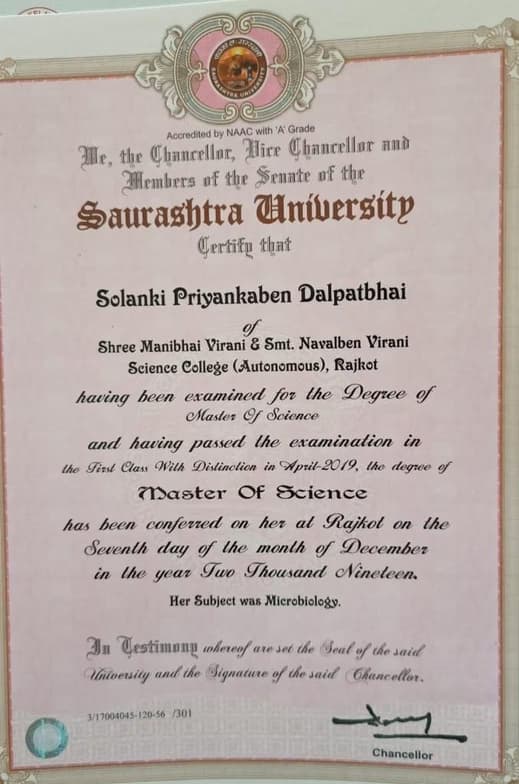 SAURASHTRA UNIVERSITY
Accredited by NAAC with 'A' Grade
We, the Chancellor, Vice Chancellor and
Members of the Senate of the
Saurashtra University
Certify that
Solanki Priyankaben Dalpatbhai
of
Shree Manibhai Virani & Smt. Navalben Virani
Science College (Autonomous), Rajkot
having been examined for the Degree of
Master Of Science
and having passed the examination in
the First Class With Distinction in April-2019, the degree of
Master Of Science
has been conferred on her at Rajkot on the
Seventh day of the month of December
in the year Two Thousand Nineteen.
Her Subject was Microbiology.
In Testimony whereof are set the Seal of the said
University and the Signature of the said Chancellor.
3/17004045-120-56 /301
Chancellor